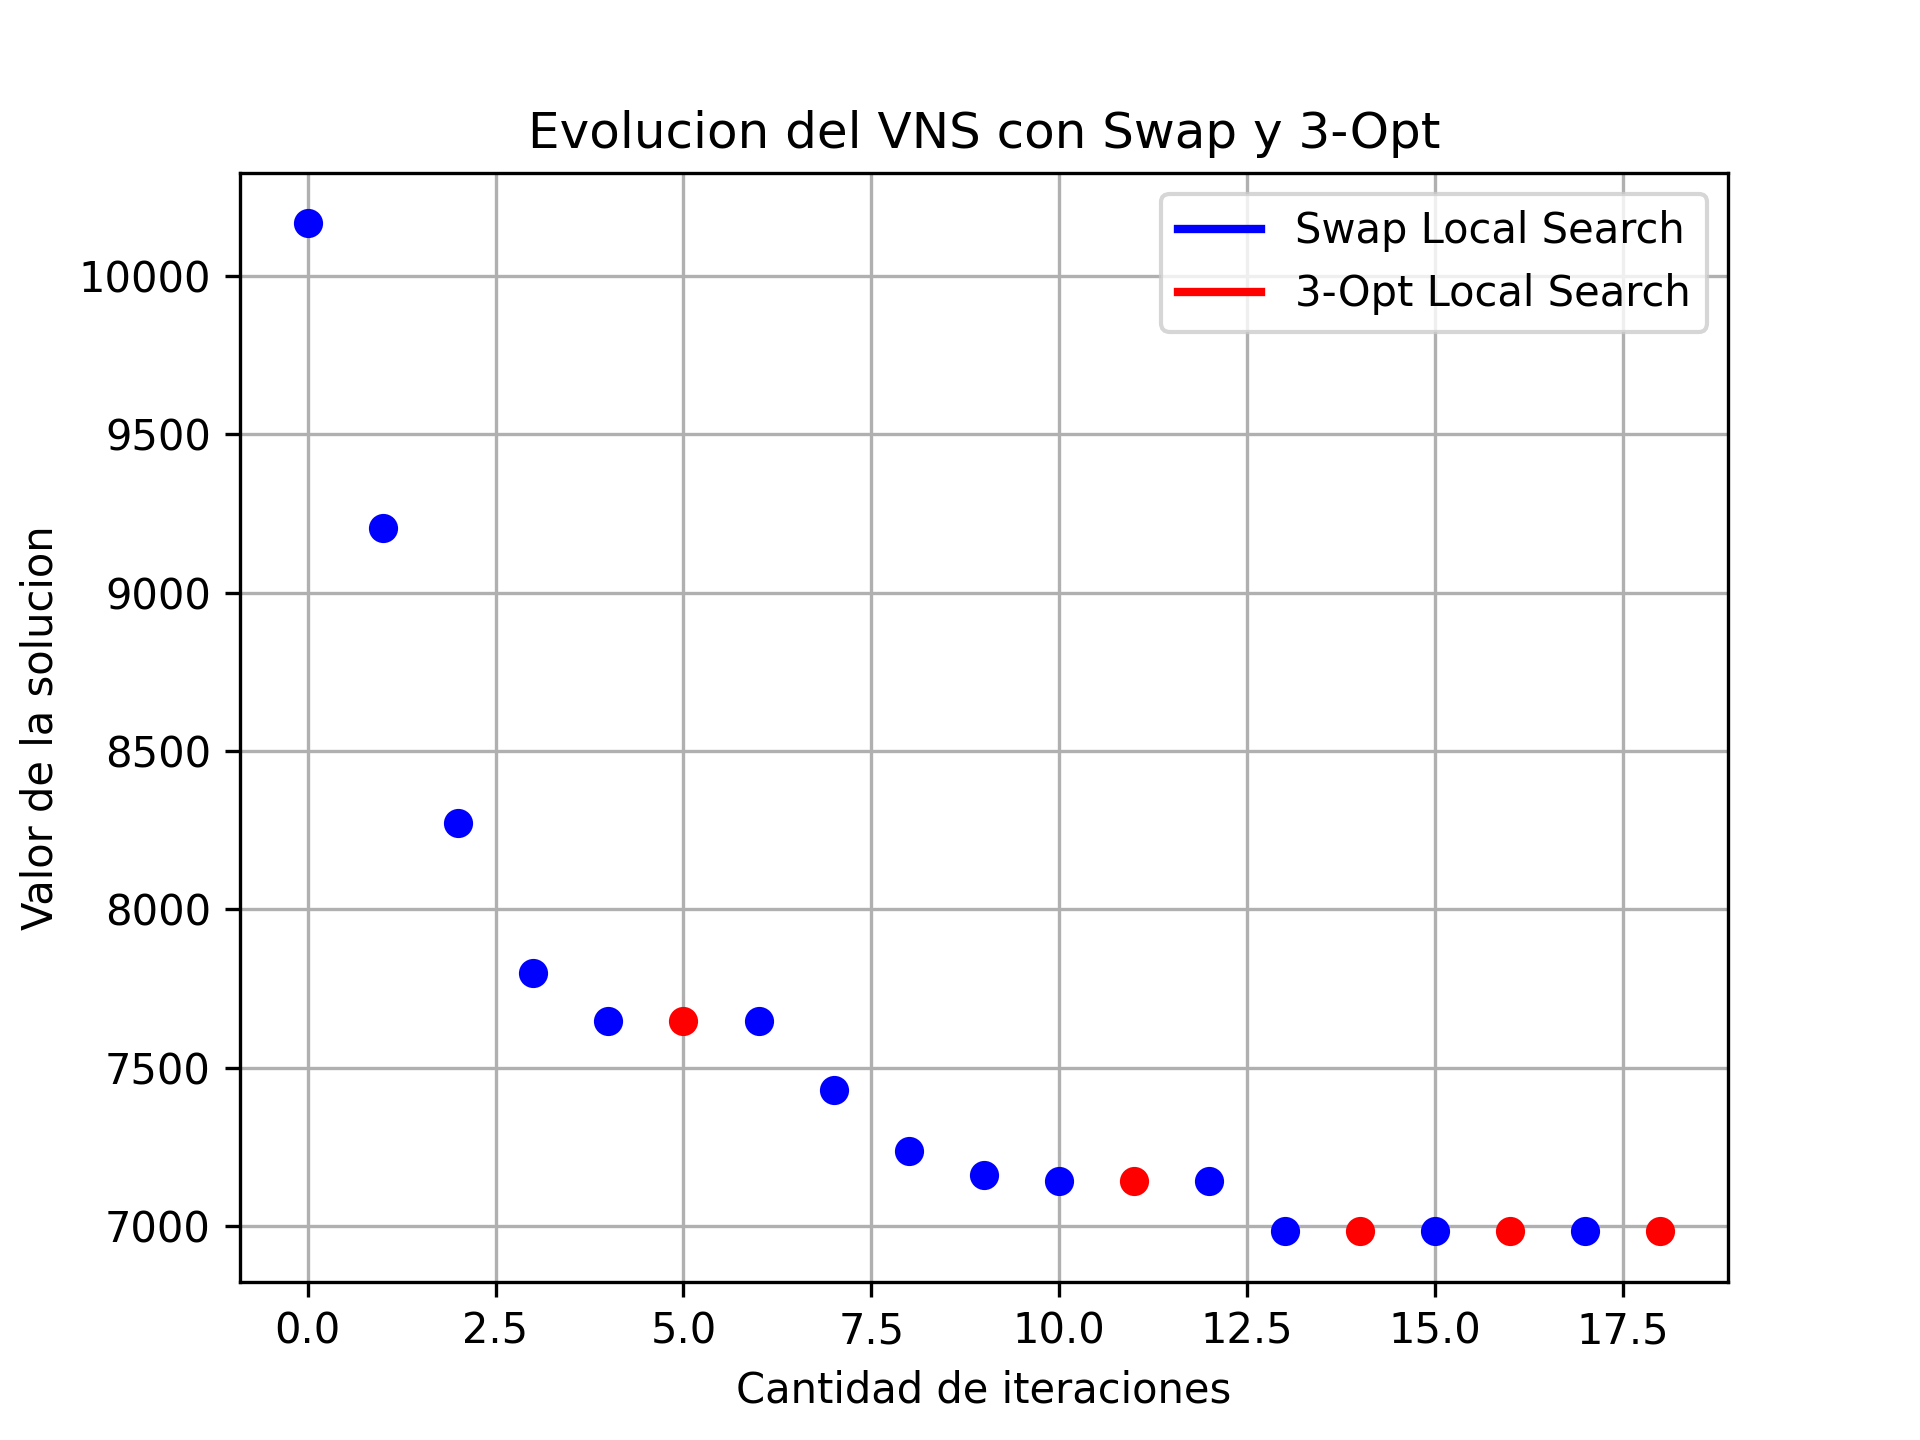 Evolucion del VNS con Swap y 3-Opt
Swap Local Search
3-Opt Local Search
10000
9500
9000
8500
8000
7500
7000
Valor de la solucion
0.0 2.5 5.0 7.5 10.0 12.5 15.0 17.5
Cantidad de iteraciones